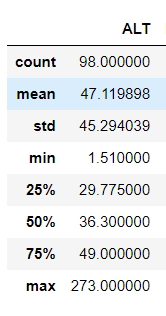 ALT
count 98.000000
mean 47.119898
std 45.294039
min 1.510000
25% 29.775000
50% 36.300000
75% 49.000000
max 273.000000